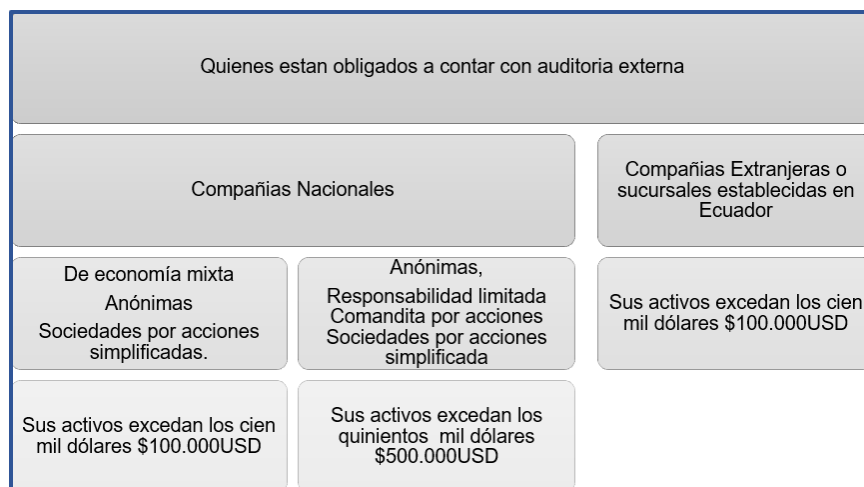 Quienes estan obligados a contar con auditoria externa
Compañias Nacionales
Compañias Extranjeras o
sucursales establecidas en
Ecuador
De economía mixta
Anónimas
Sociedades por acciones
simplificadas.
Anónimas,
Responsabilidad limitada
Comandita por acciones
Sociedades por acciones
simplificada
Sus activos excedan los cien
mil dólares $100.000USD
Sus activos excedan los cien
mil dólares $100.000USD
Sus activos excedan los
quinientos mil dólares
$500.000USD